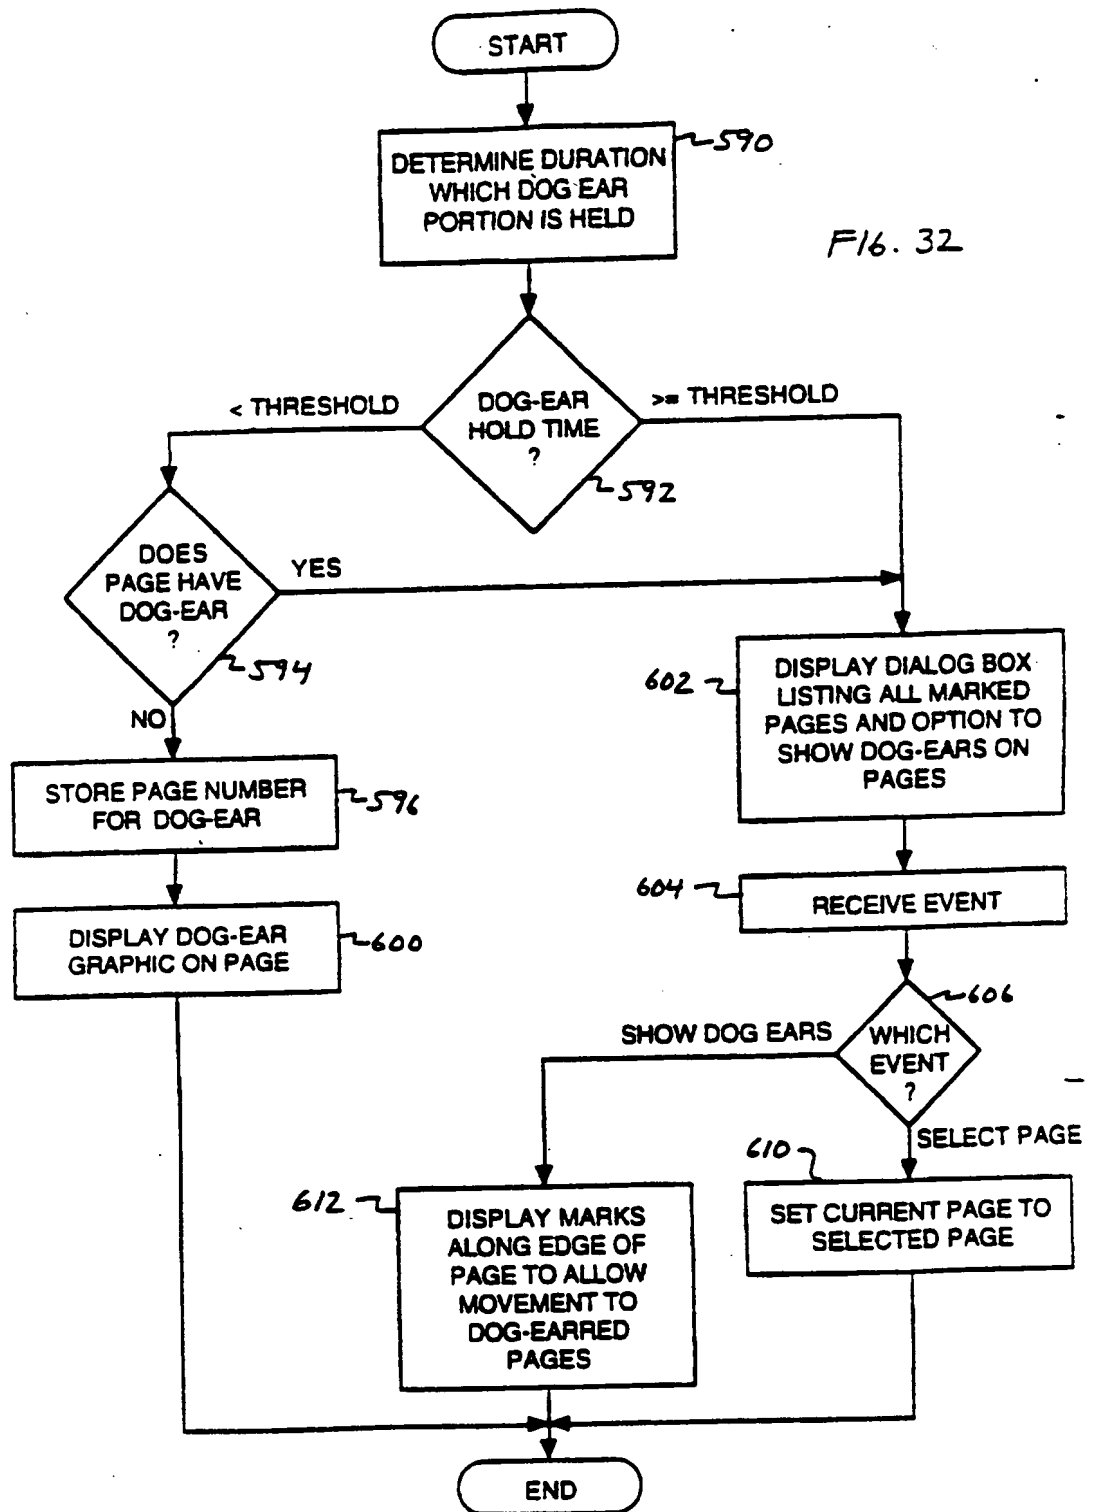 START
590
DETERMINE DURATION
WHICH DOG EAR
PORTION IS HELD
FIG. 32
< THRESHOLD
DOG-EAR
HOLD TIME
?
>= THRESHOLD
592
DOES
PAGE HAVE
DOG-EAR
?
YES
594
NO
602
DISPLAY DIALOG BOX
LISTING ALL MARKED
PAGES AND OPTION TO
SHOW DOG-EARS ON
PAGES
STORE PAGE NUMBER
FOR DOG-EAR
596
604
RECEIVE EVENT
DISPLAY DOG-EAR
GRAPHIC ON PAGE
600
606
SHOW DOG EARS
WHICH
EVENT
?
SELECT PAGE
610
612
DISPLAY MARKS
ALONG EDGE OF
PAGE TO ALLOW
MOVEMENT TO
DOG-EARRED
PAGES
SET CURRENT PAGE TO
SELECTED PAGE
END